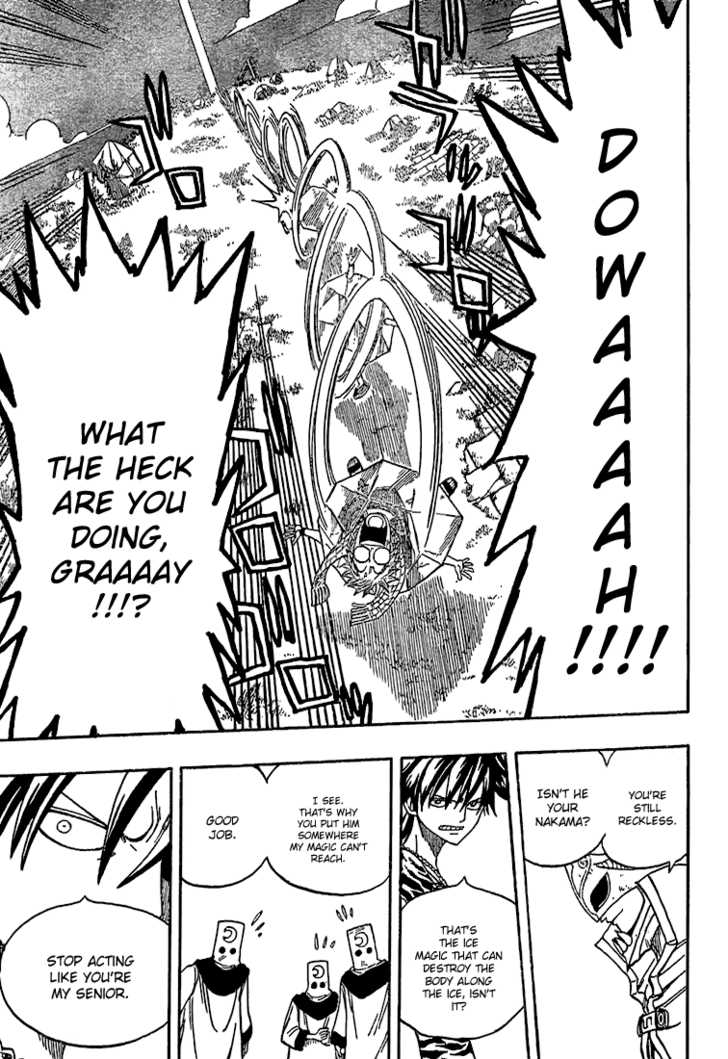 DOWAAAAH!!!!
WHAT
THE HECK
ARE YOU
DOING,
GRAAAAY
!!!?
YOU'RE
STILL
RECKLESS.
ISN'T HE
YOUR
NAKAMA?
THAT'S
THE ICE
MAGIC THAT CAN
DESTROY THE
BODY ALONG
THE ICE, ISN'T
IT?
I SEE.
THAT'S WHY
YOU PUT HIM
SOMEWHERE
MY MAGIC CAN'T
REACH.
GOOD
JOB.
STOP ACTING
LIKE YOU'RE
MY SENIOR.